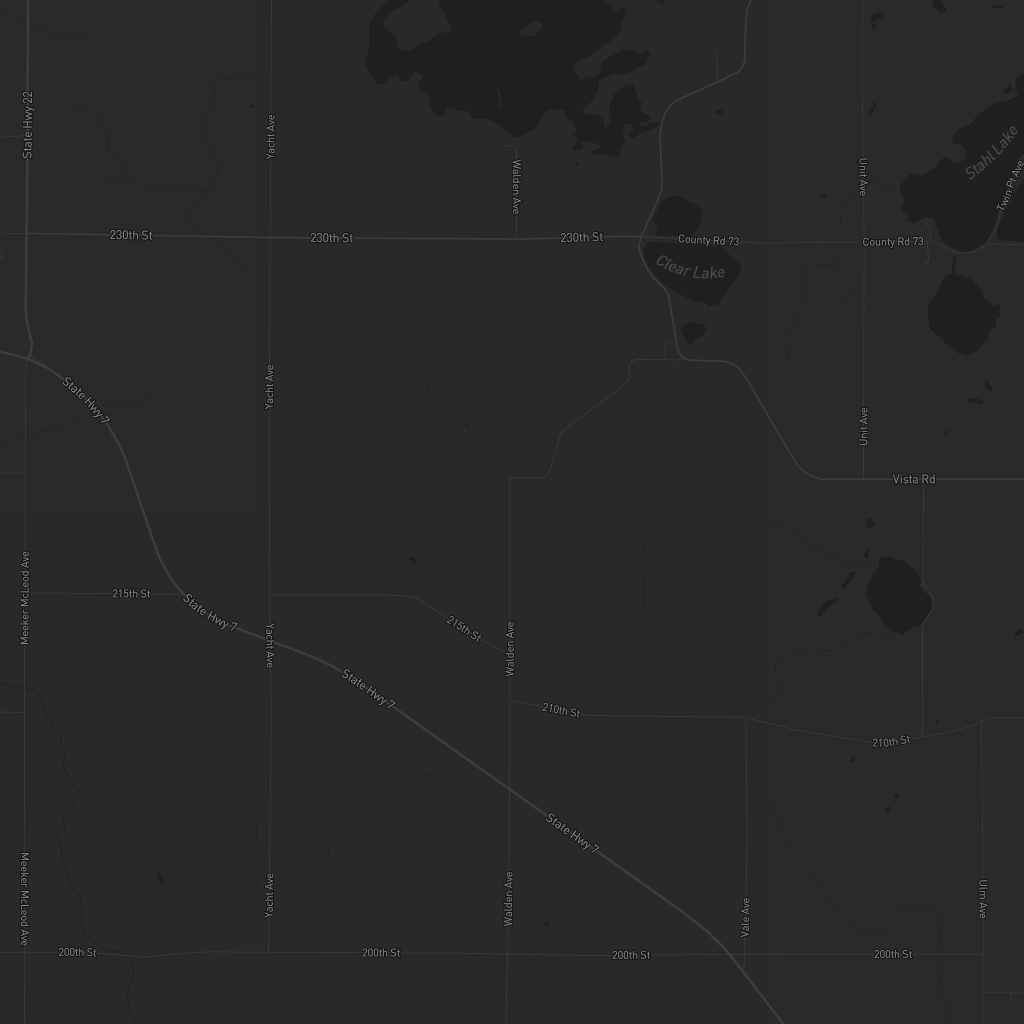 State Hwy 22
Yacht Ave
Walden Ave
Unit Ave
Stahl Lake
Twin Pt Ave
230th St
230th St
230th St
County Rd 73
County Rd 73
Clear Lake
State Hwy 7
Yacht Ave
Unit Ave
Vista Rd
Meeker McLeod Ave
215th St
State Hwy 7
Yacht Ave
215th St
Walden Ave
State Hwy 7
210th St
210th St
State Hwy 7
Meeker McLeod Ave
Yacht Ave
Walden Ave
Vale Ave
Ulm Ave
200th St
200th St
200th St
200th St